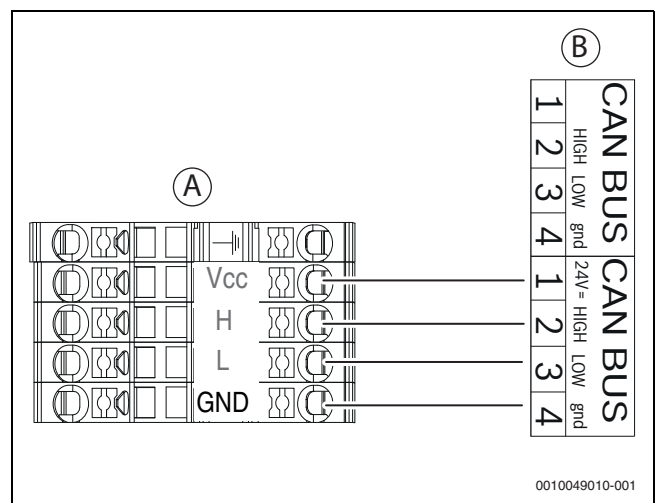 A
Vcc
H
L
GND
B
CAN BUS
1
2 HIGH
3 LOW
4 gnd
CAN BUS
1 24V=
2 HIGH
3 LOW
4 gnd
0010049010-001